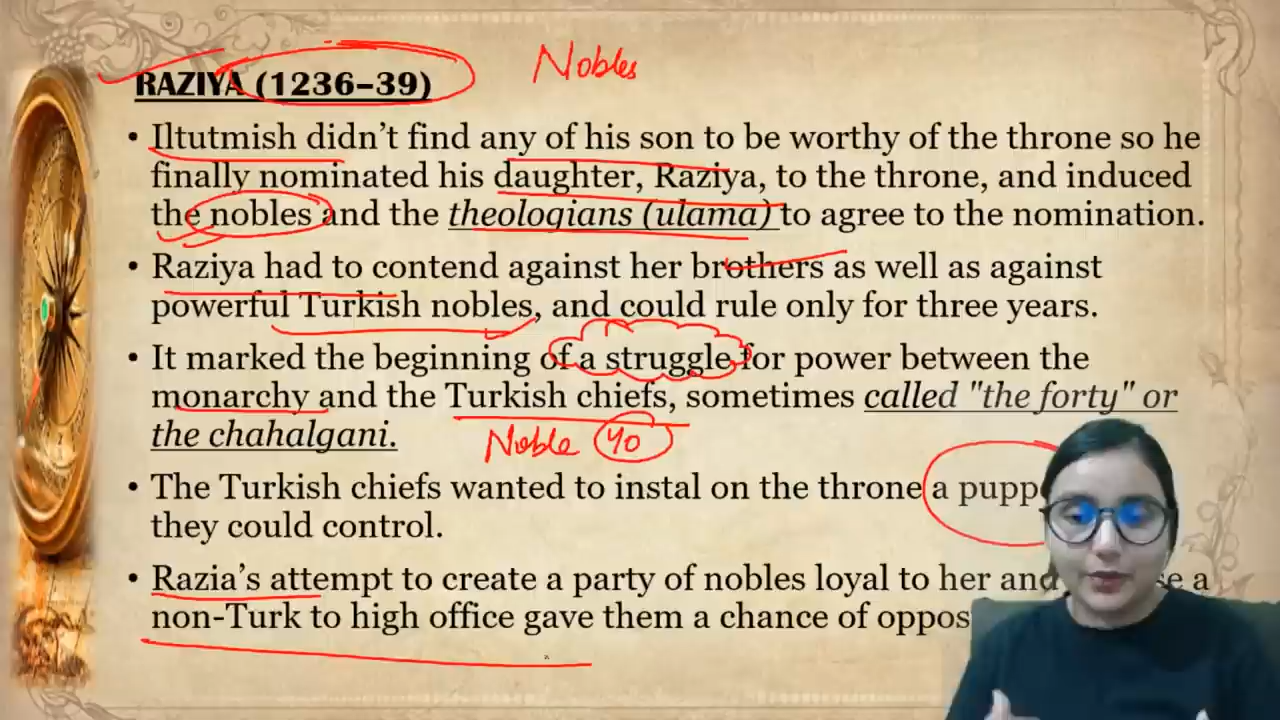 RAZIYA (1236–39)
Nobles
• Iltutmish didn't find any of his son to be worthy of the throne so he
finally nominated his daughter, Raziya, to the throne, and induced
the nobles and the theologians (ulama) to agree to the nomination.
• Raziya had to contend against her brothers as well as against
powerful Turkish nobles, and could rule only for three years.
• It marked the beginning of a struggle for power between the
monarchy and the Turkish chiefs, sometimes called "the forty" or
the chahalgani.
Noble 40
• The Turkish chiefs wanted to instal on the throne a
they could control.
• Razia's attempt to create a party of nobles loyal to her and a
non-Turk to high office gave them a chance of